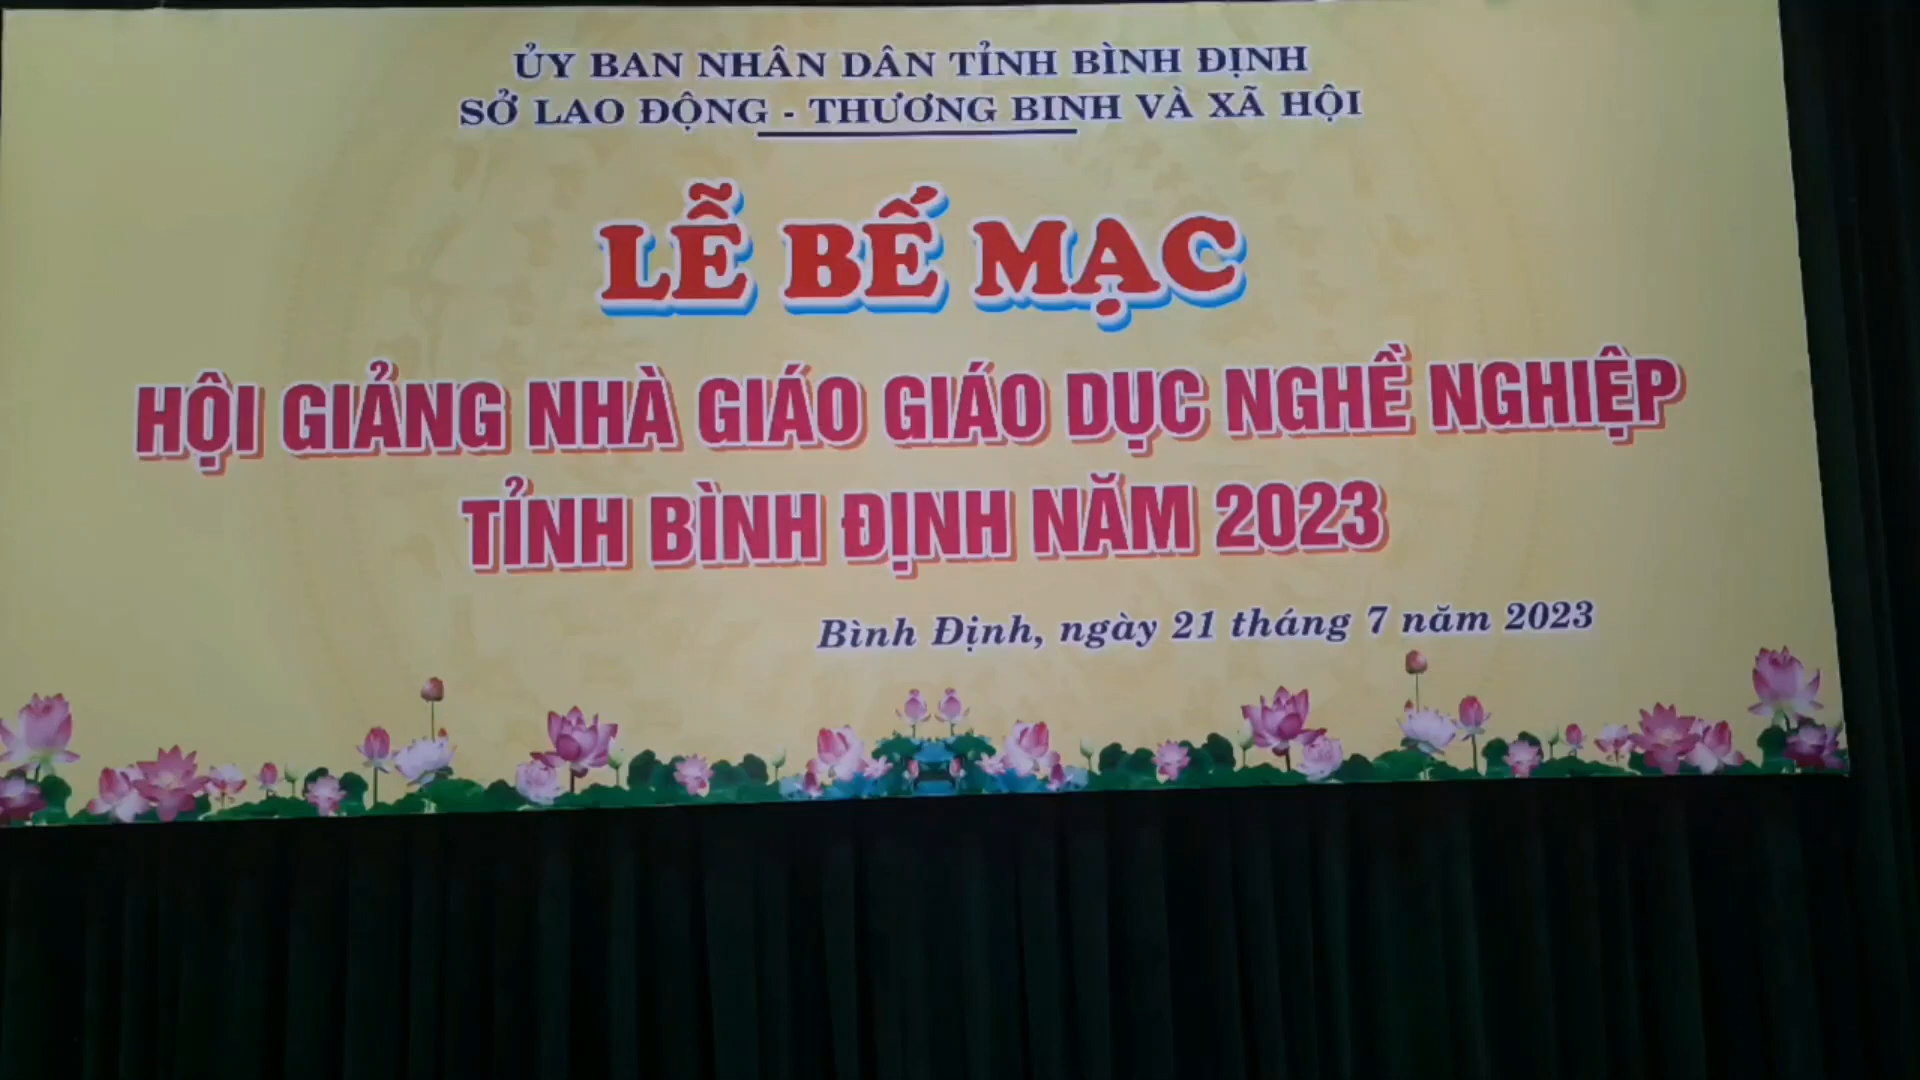 ỦY BAN NHÂN DÂN TỈNH BÌNH ĐỊNH
SỞ LAO ĐỘNG - THƯƠNG BINH VÀ XÃ HỘI
LỄ BẾ MẠC
HỘI GIẢNG NHÀ GIÁO GIÁO DỤC NGHỀ NGHIỆP
TỈNH BÌNH ĐỊNH NĂM 2023
Bình Định, ngày 21 tháng 7 năm 2023